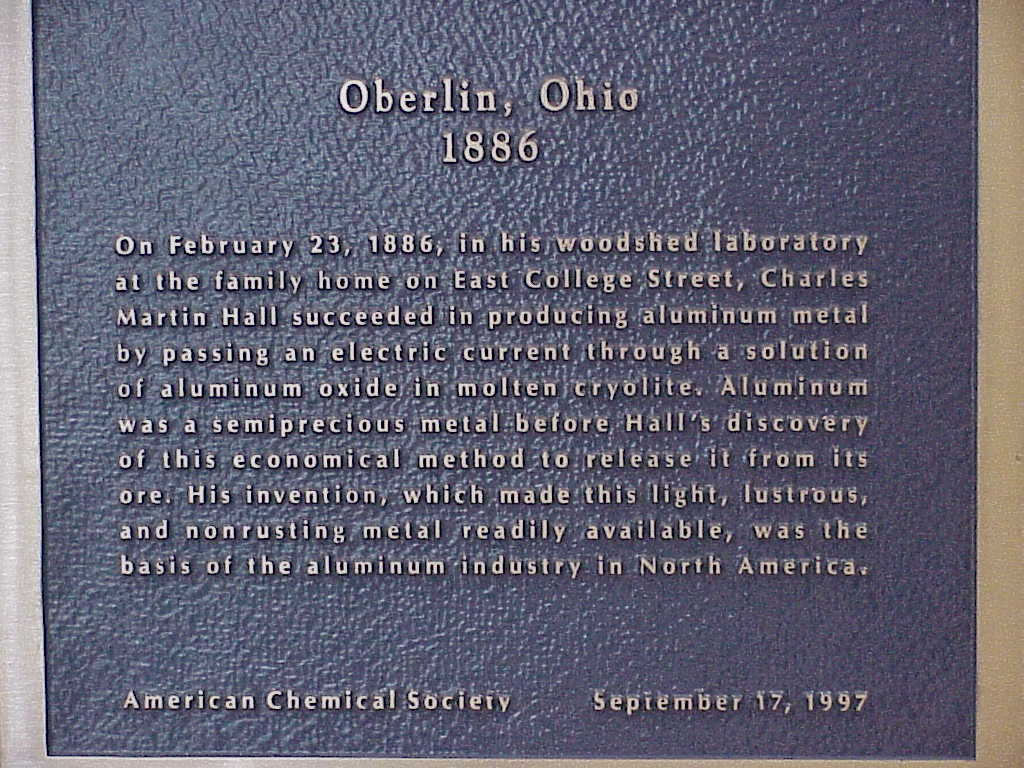 Oberlin, Ohio
1886
On February 23, 1886, in his woodshed laboratory
at the family home on East College Street, Charles
Martin Hall succeeded in producing aluminum metal
by passing an electric current through a solution
of aluminum oxide in molten cryolite. Aluminum
was a semiprecious metal before Hall's discovery
of this economical method to release it from its
ore. His invention, which made this light, lustrous,
and nonrusting metal readily available, was the
basis of the aluminum industry in North America.
American Chemical Society September 17, 1997